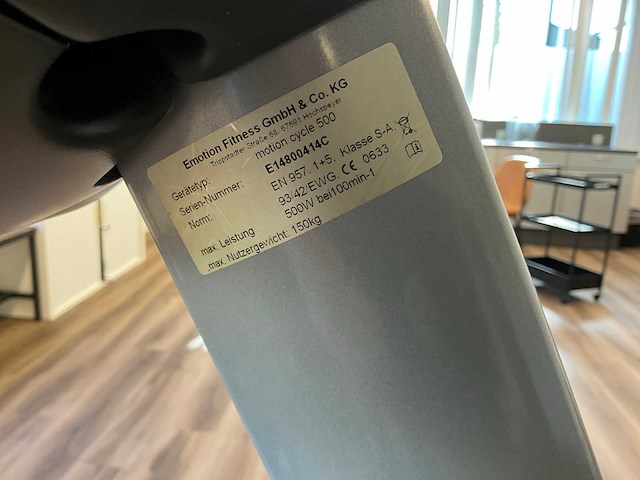 Emotion Fitness GmbH & Co. KG
Trippstadter Straße 68, 67691 Hochspeyer
Gerätetyp: motion cycle 500
Serien-Nummer: E14800414C
Norm: EN 957. 1+5. Klasse S-A.
93/42/EWG. CE 0633
max. Leistung 500W bei100min-1
.max. Nutzergewicht: 150kg